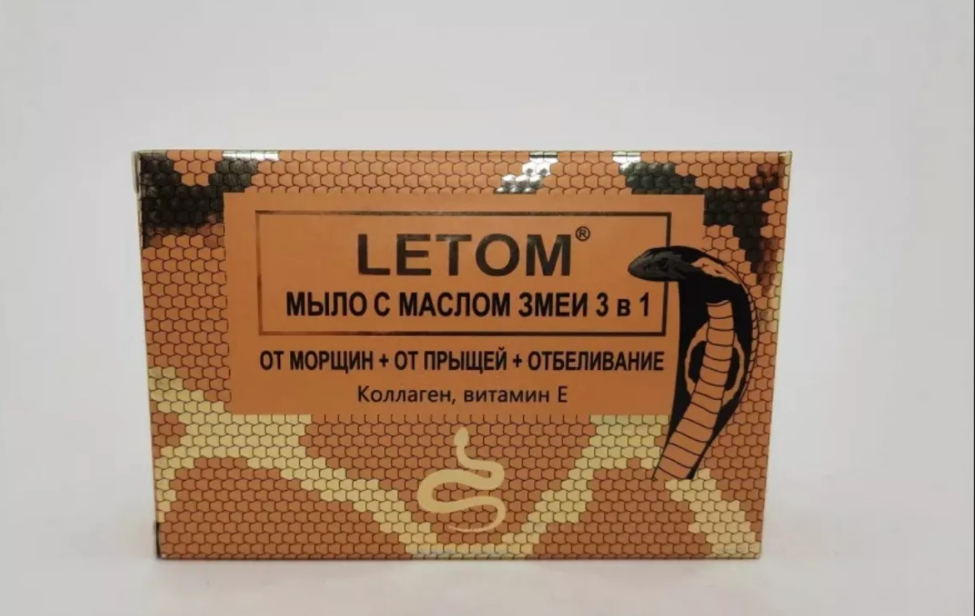 LETOM®
МЫЛО С МАСЛОМ ЗМЕИ 3 в 1
ОТ МОРЩИН + ОТ ПРЫЩЕЙ + ОТБЕЛИВАНИЕ
Коллаген, витамин Е